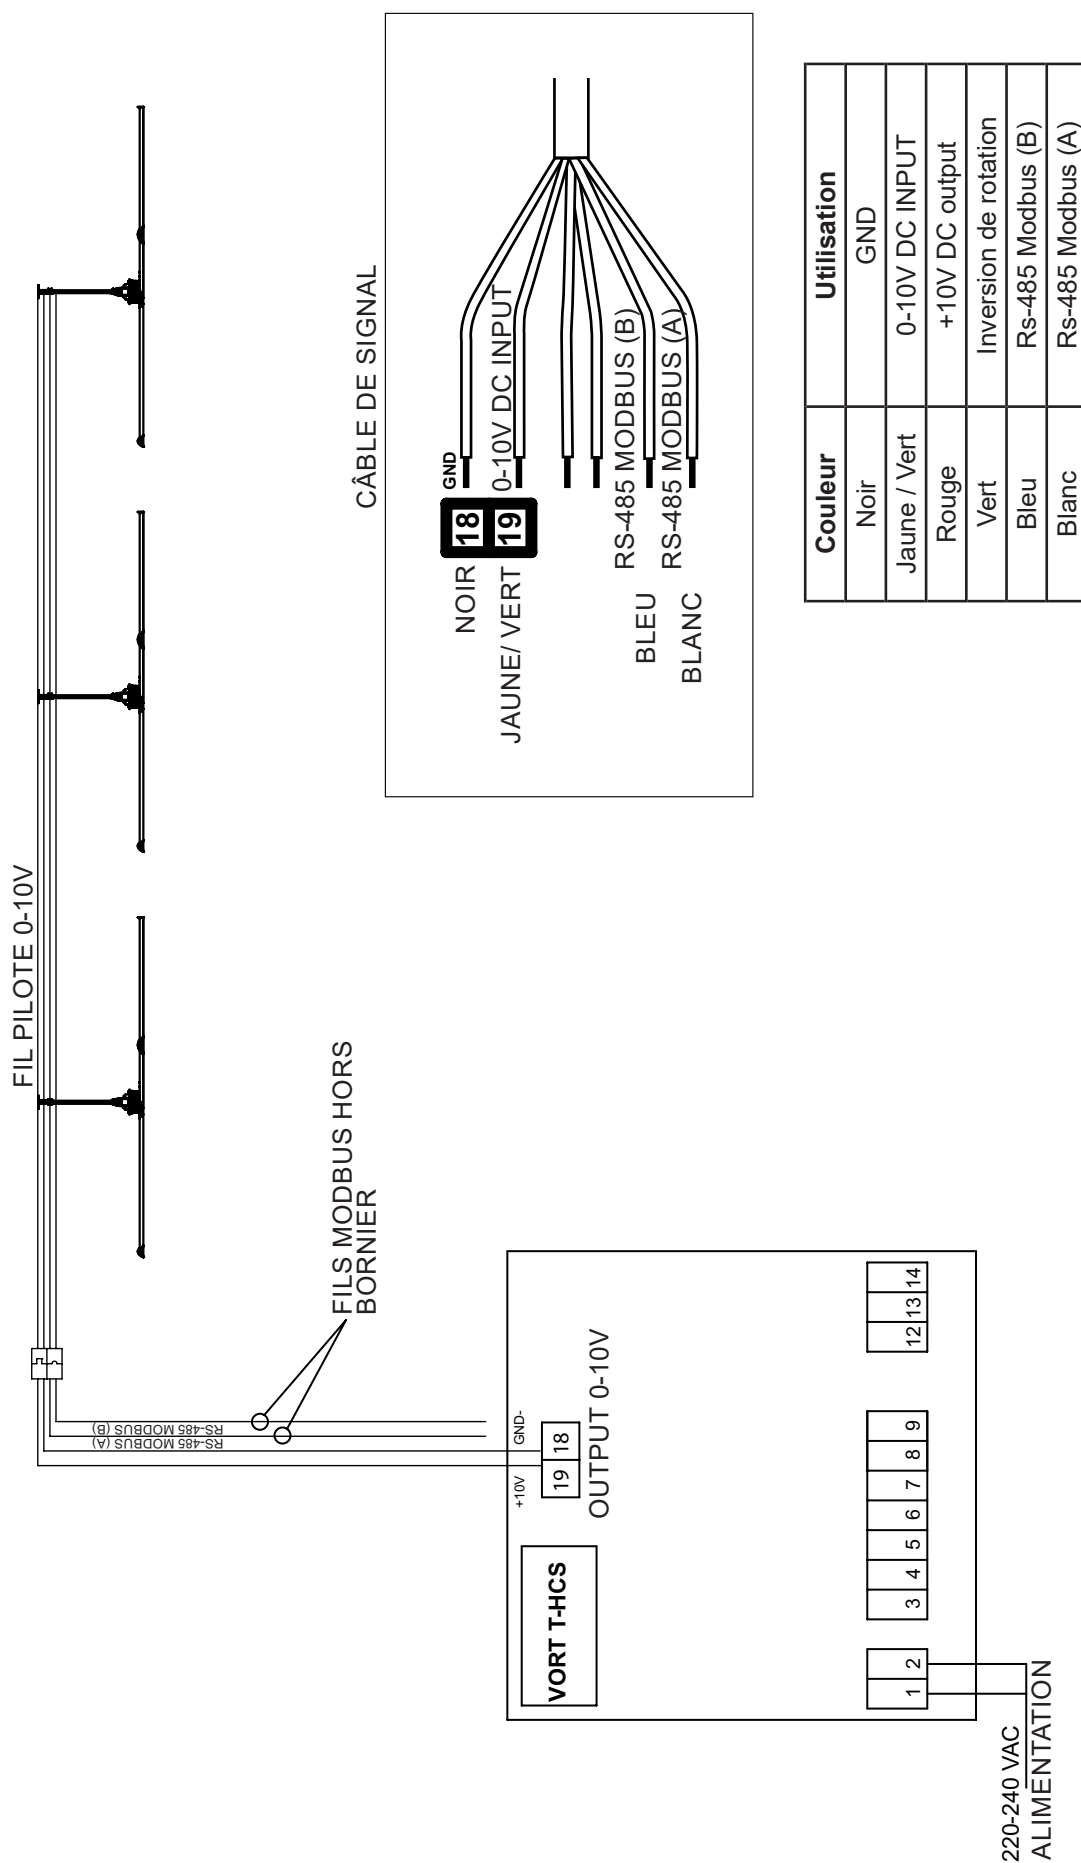 FIL PILOTE 0-10V
RS-485 MODBUS (B)
RS-485 MODBUS (A)
FILS MODBUS HORS
BORNIER
+10V
GND-
19 18
OUTPUT 0-10V
VORT T-HCS
1 2 3 4 5 6 7 8 9 12 13 14
220-240 VAC
ALIMENTATION
CÂBLE DE SIGNAL
NOIR 18 GND
JAUNE/ VERT 19 0-10V DC INPUT
BLEU RS-485 MODBUS (B)
BLANC RS-485 MODBUS (A)
Couleur Utilisation
Noir GND
Jaune / Vert 0-10V DC INPUT
Rouge +10V DC output
Vert Inversion de rotation
Bleu Rs-485 Modbus (B)
Blanc Rs-485 Modbus (A)